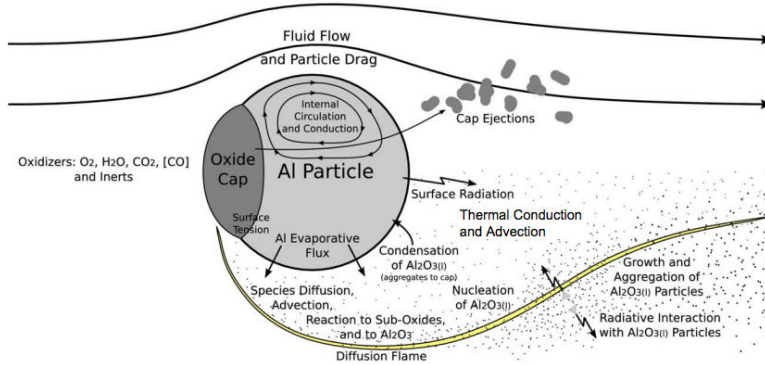 Fluid Flow
and Particle Drag
Internal
Circulation
and Conduction
Cap Ejections
Oxidizers: O₂, H₂O, CO₂, [CO]
and Inerts
Oxide
Cap
Al Particle
Surface Radiation
Surface
Tension
Thermal Conduction
and Advection
Al Evaporative
Flux
Condensation
of Al₂O₃(l)
(aggregates to cap)
Growth and
Aggregation of
Al₂O₃(l) Particles
Species Diffusion,
Advection,
Reaction to Sub-Oxides,
and to Al₂O₃
Nucleation
of Al₂O₃(l)
Radiative Interaction
with Al₂O₃(l) Particles
Diffusion Flame